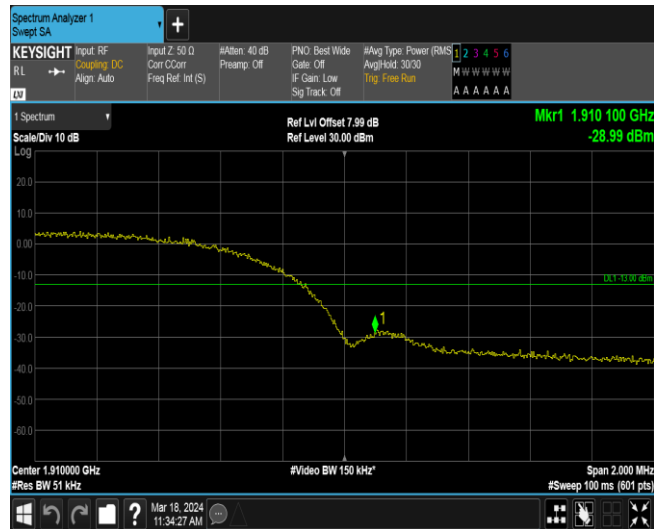 Spectrum Analyzer 1
Swept SA
+
KEYSIGHT
RL
LXI
Input: RF
Coupling: DC
Align: Auto
Input Z: 50 Ω
Corr CCorr
Freq Ref: Int (S)
#Atten: 40 dB
Preamp: Off
PNO: Best Wide
Gate: Off
IF Gain: Low
Sig Track: Off
#Avg Type: Power (RMS
Avg|Hold: 30/30
Trig: Free Run
1 2 3 4 5 6
M W W W W W
A A A A A A
1 Spectrum
Scale/Div 10 dB
Log
Ref Lvl Offset 7.99 dB
Ref Level 30.00 dBm
Mkr1 1.910 100 GHz
-28.99 dBm
20.0
10.0
0.00
-10.0
DL1 -13.00 dBm
-20.0
1
-30.0
-40.0
-50.0
-60.0
Center 1.910000 GHz
#Res BW 51 kHz
#Video BW 150 kHz*
Span 2.000 MHz
#Sweep 100 ms (601 pts)
?
Mar 18, 2024
11:34:27 AM